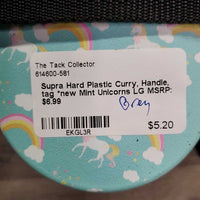 The Tack Collector
614600-581
Supra Hard Plastic Curry, Handle,
tag *new Mint Unicorns LG MSRP:
$6.99
Grey
$5.20
EKGL3R